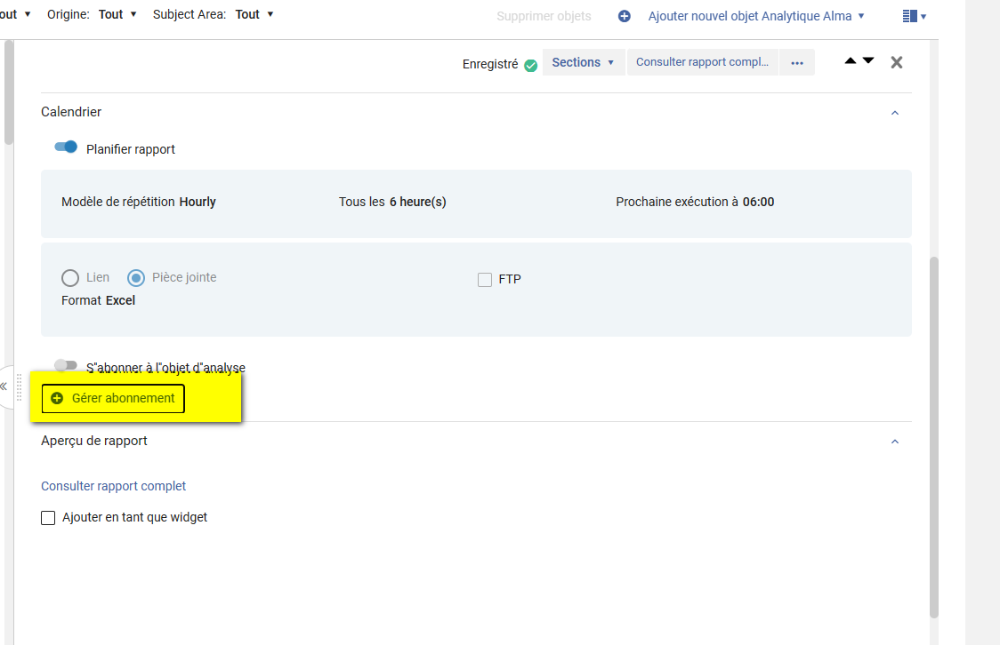 out Origine: Tout Subject Area: Tout Supprimer objets Ajouter nouvel objet Analytique Alma
Enregistré Sections Consulter rapport compl... ...
Calendrier
Planifier rapport
Modèle de répétition Hourly Tous les 6 heure(s) Prochaine exécution à 06:00
Lien Pièce jointe FTP
Format Excel
S"abonner à l"objet d"analyse
Gérer abonnement
Aperçu de rapport
Consulter rapport complet
Ajouter en tant que widget